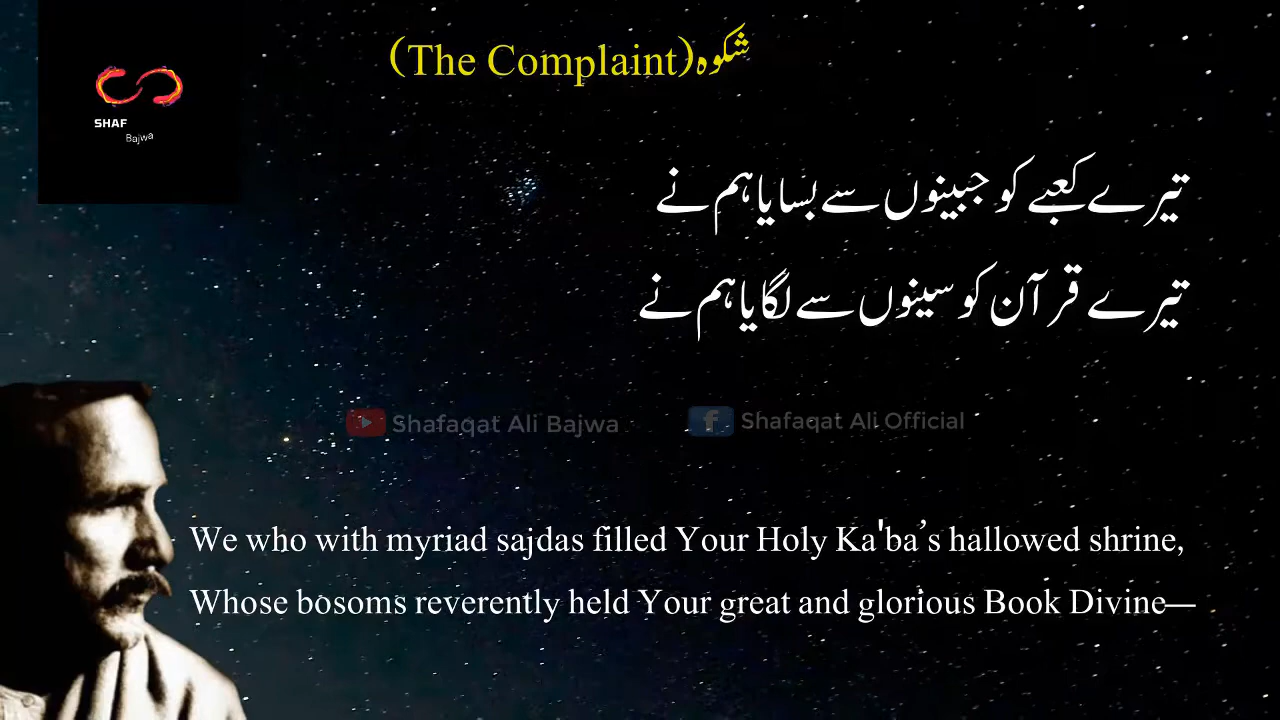 شکوہ(The Complaint)
SHAF
Bajwa
تیرے کعبے کو جبینوں سے بسایا ہم نے
تیرے قرآن کو سینوں سے لگایا ہم نے
Shafaqat Ali Bajwa
f Shafaqat Ali Official
We who with myriad sajdas filled Your Holy Ka'ba’s hallowed shrine,
Whose bosoms reverently held Your great and glorious Book Divine—